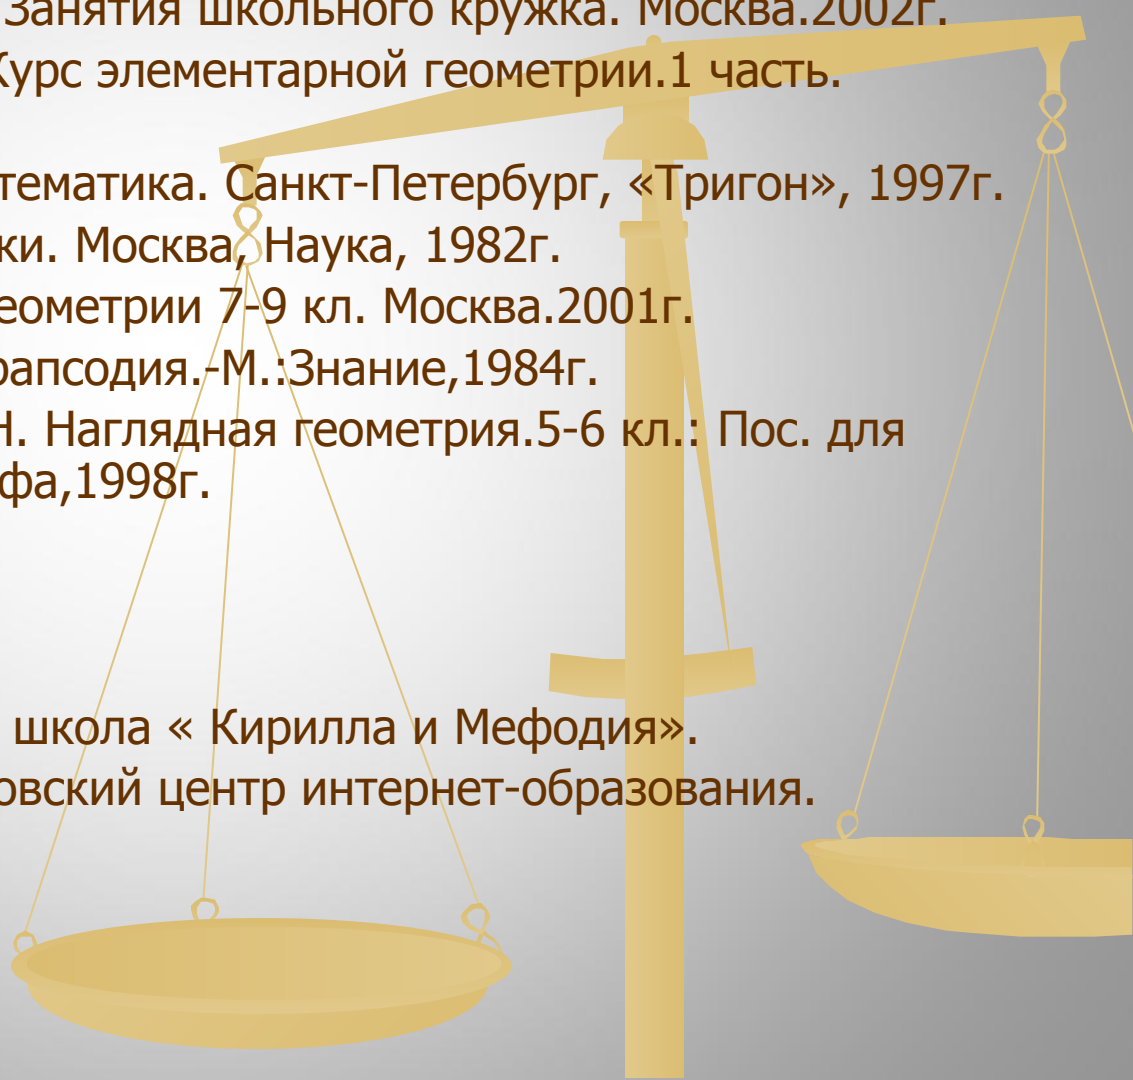 Занятия школьного кружка. Москва.2002г.
Курс элементарной геометрии.1 часть.
тематика. Санкт-Петербург, «Тригон», 1997г.
ки. Москва, Наука, 1982г.
еометрии 7-9 кл. Москва.2001г.
рапсодия.-М.:Знание,1984г.
Н. Наглядная геометрия.5-6 кл.: Пос. для
фа,1998г.
школа « Кирилла и Мефодия».
овский центр интернет-образования.